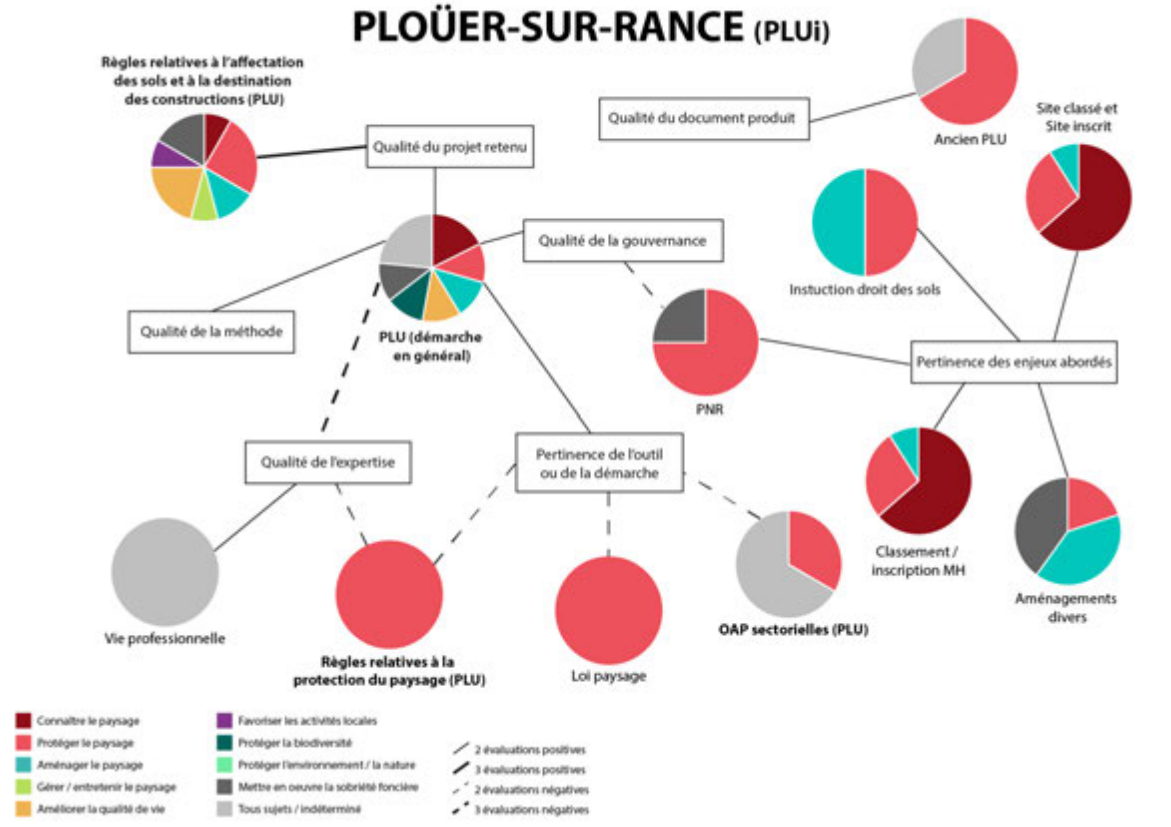 PLOÜER-SUR-RANCE (PLUi)
Règles relatives à l'affectation
des sols et à la destination
des constructions (PLU)
Qualité du projet retenu
Qualité du document produit
Ancien PLU
Site classé et
Site inscrit
Qualité de la gouvernance
Instuction droit des sols
Qualité de la méthode
PLU (démarche
en général)
PNR
Pertinence des enjeux abordés
Qualité de l'expertise
Pertinence de l'outil
ou de la démarche
Classement /
inscription MH
Aménagements
divers
Vie professionnelle
Règles relatives à la
protection du paysage (PLU)
Loi paysage
OAP sectorielles (PLU)
Connaître le paysage
Protéger le paysage
Aménager le paysage
Gérer / entretenir le paysage
Améliorer la qualité de vie
Favoriser les activités locales
Protéger la biodiversité
Protéger l'environnement / la nature
Mettre en oeuvre la sobriété foncière
Tous sujets / indéterminé
2 évaluations positives
3 évaluations positives
2 évaluations négatives
3 évaluations négatives